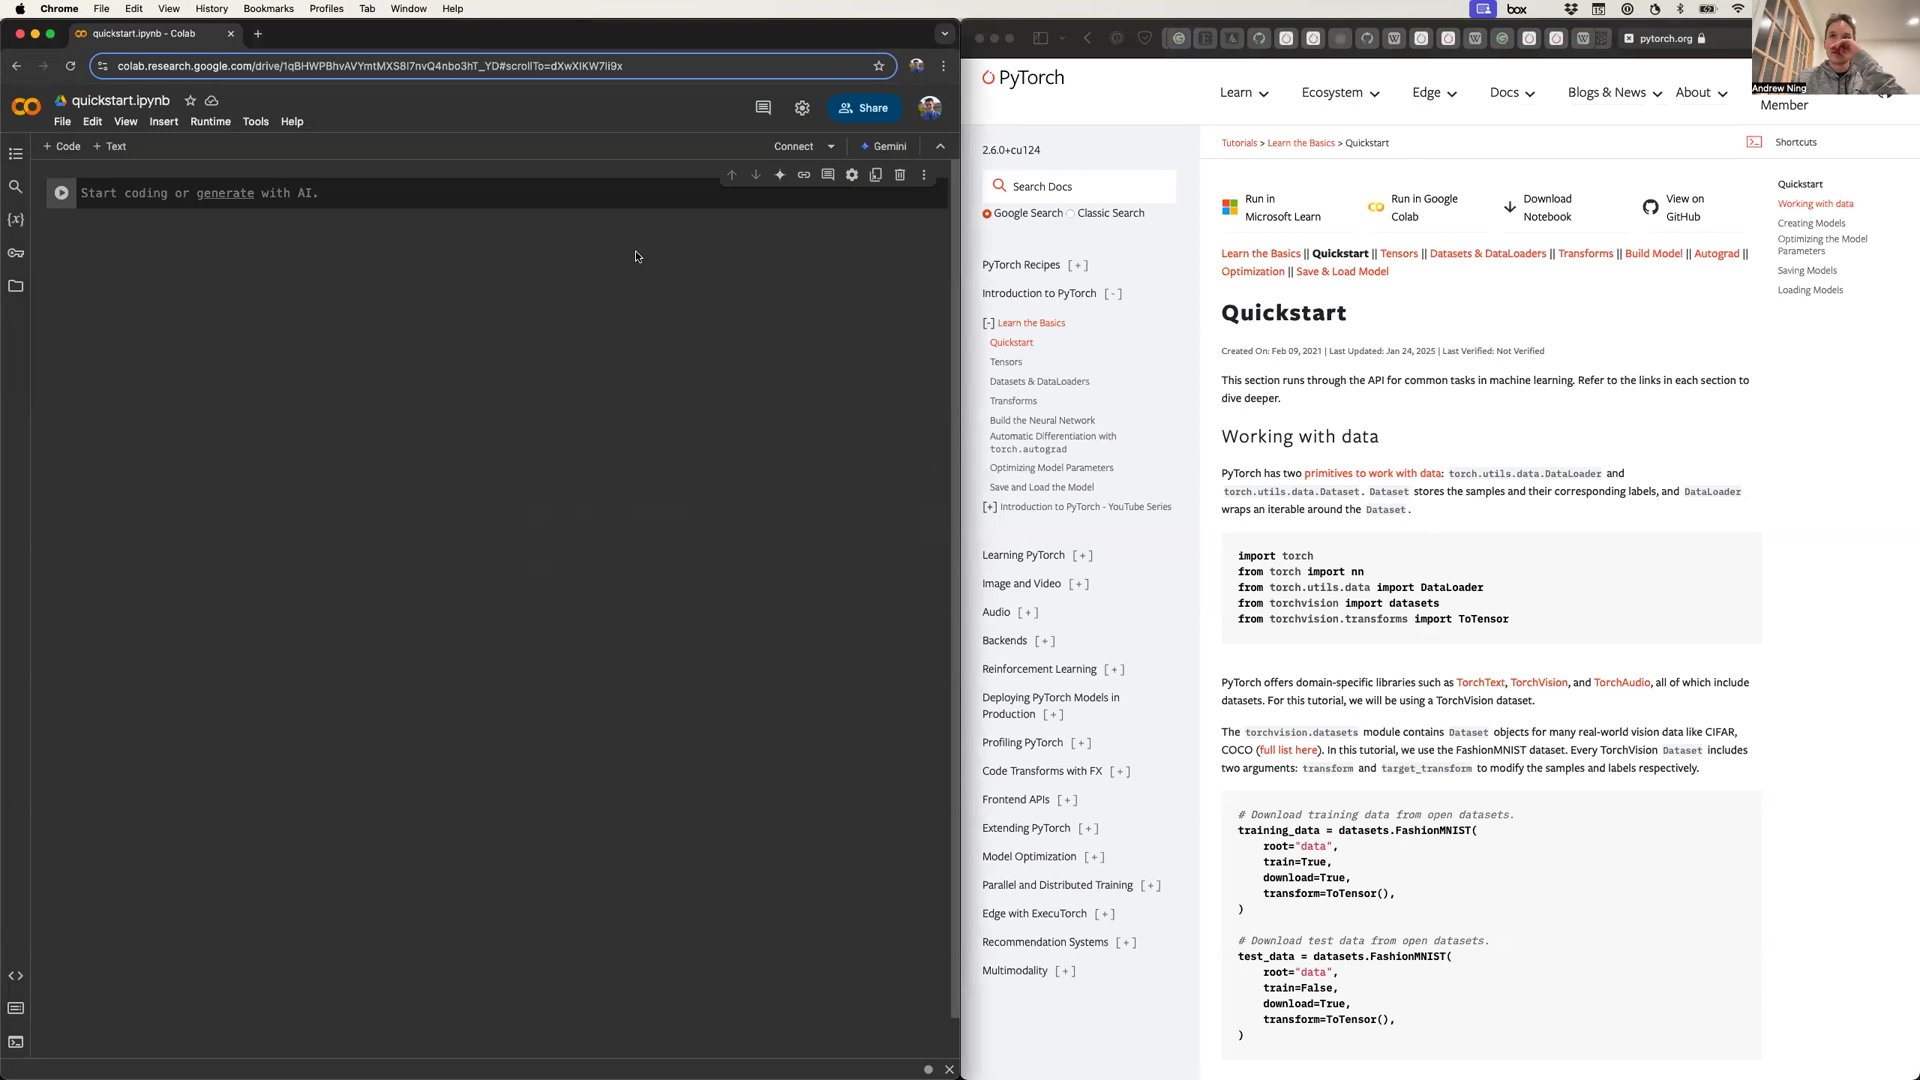 Chrome File Edit View History Bookmarks Profiles Tab Window Help
box
15
quickstart.ipynb - Colab
colab.research.google.com/drive/1qBHWPBhvAVYmtMXS8I7nvQ4nbo3hT_YD#scrollTo=dXwXIKW7Ii9x
quickstart.ipynb
Share
File Edit View Insert Runtime Tools Help
+ Code + Text
Connect
Gemini
Start coding or generate with AI.
pytorch.org
Andrew Ning
PyTorch
Learn
Ecosystem
Edge
Docs
Blogs & News
About
Member
2.6.0+cu124
Search Docs
Google Search Classic Search
PyTorch Recipes [ + ]
Introduction to PyTorch [ - ]
[-] Learn the Basics
Quickstart
Tensors
Datasets & DataLoaders
Transforms
Build the Neural Network
Automatic Differentiation with
torch.autograd
Optimizing Model Parameters
Save and Load the Model
[+] Introduction to PyTorch - YouTube Series
Learning PyTorch [ + ]
Image and Video [ + ]
Audio [ + ]
Backends [ + ]
Reinforcement Learning [ + ]
Deploying PyTorch Models in
Production [ + ]
Profiling PyTorch [ + ]
Code Transforms with FX [ + ]
Frontend APIs [ + ]
Extending PyTorch [ + ]
Model Optimization [ + ]
Parallel and Distributed Training [ + ]
Edge with ExecuTorch [ + ]
Recommendation Systems [ + ]
Multimodality [ + ]
Tutorials > Learn the Basics > Quickstart
Shortcuts
Run in
Microsoft Learn
Run in Google
Colab
Download
Notebook
View on
GitHub
Learn the Basics || Quickstart || Tensors || Datasets & DataLoaders || Transforms || Build Model || Autograd ||
Optimization || Save & Load Model
Quickstart
Created On: Feb 09, 2021 | Last Updated: Jan 24, 2025 | Last Verified: Not Verified
This section runs through the API for common tasks in machine learning. Refer to the links in each section to
dive deeper.
Working with data
PyTorch has two primitives to work with data: torch.utils.data.DataLoader and
torch.utils.data.Dataset. Dataset stores the samples and their corresponding labels, and DataLoader
wraps an iterable around the Dataset.
import torch
from torch import nn
from torch.utils.data import DataLoader
from torchvision import datasets
from torchvision.transforms import ToTensor
PyTorch offers domain-specific libraries such as TorchText, TorchVision, and TorchAudio, all of which include
datasets. For this tutorial, we will be using a TorchVision dataset.
The torchvision.datasets module contains Dataset objects for many real-world vision data like CIFAR,
COCO (full list here). In this tutorial, we use the FashionMNIST dataset. Every TorchVision Dataset includes
two arguments: transform and target_transform to modify the samples and labels respectively.
# Download training data from open datasets.
training_data = datasets.FashionMNIST(
root="data",
train=True,
download=True,
transform=ToTensor(),
)
# Download test data from open datasets.
test_data = datasets.FashionMNIST(
root="data",
train=False,
download=True,
transform=ToTensor(),
)
Quickstart
Working with data
Creating Models
Optimizing the Model
Parameters
Saving Models
Loading Models